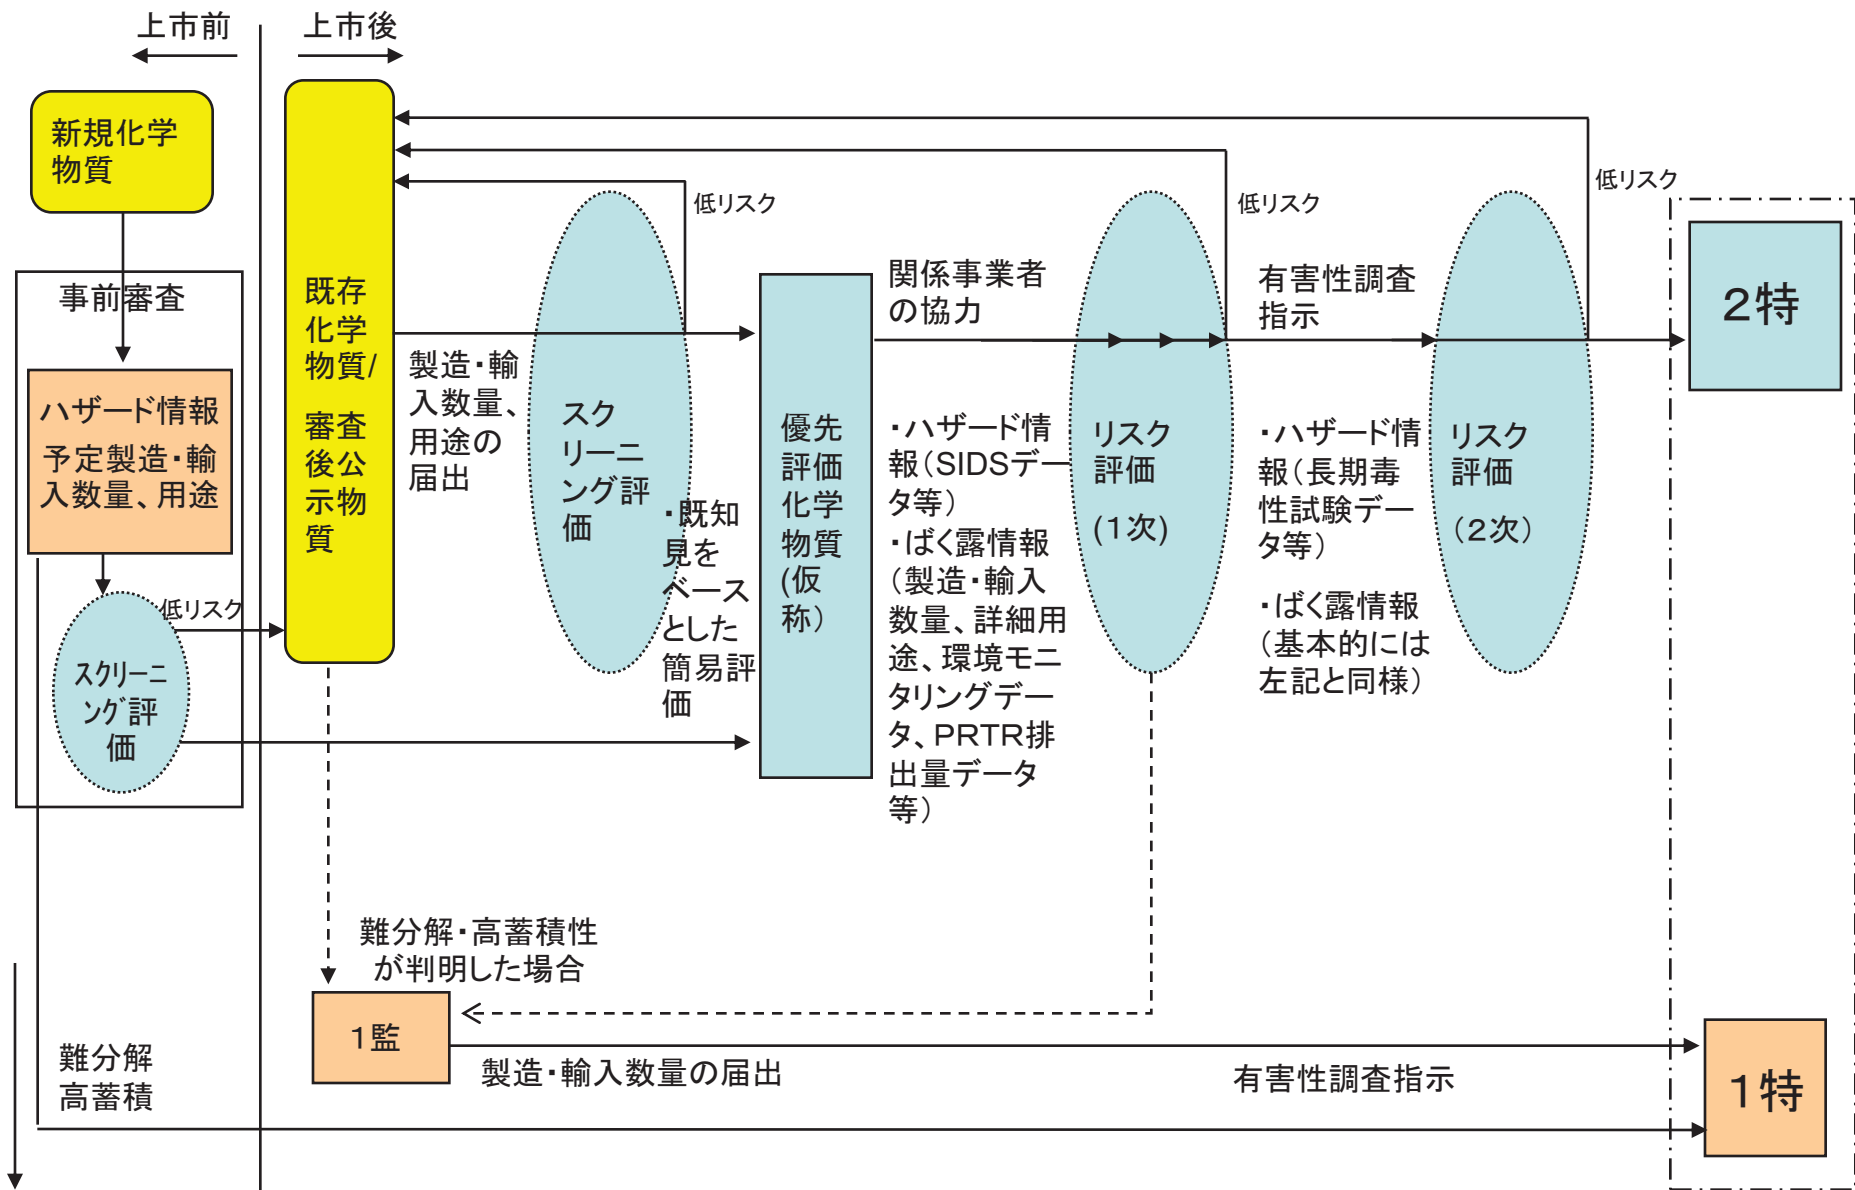 上市前
上市後
新規化学
物質
事前審査
ハザード情報
予定製造・輸
入数量、用途
スクリーニ
ング評
価
低リスク
難分解
高蓄積
既存
化学
物質/
審査
後公
示物
質
製造・輸
入数量、
用途の
届出
スク
リーニ
ング評
価
低リスク
・既知
見を
ベース
とした
簡易評
価
優先
評価
化学
物質
(仮
称)
関係事業者
の協力
・ハザード情
報(SIDSデー
タ等)
・ばく露情報
(製造・輸入
数量、詳細用
途、環境モニ
タリングデー
タ、PRTR排
出量データ
等)
リスク
評価
(1次)
低リスク
有害性調査
指示
・ハザード情
報(長期毒
性試験デー
タ等)
・ばく露情報
(基本的には
左記と同様)
リスク
評価
(2次)
低リスク
2特
難分解・高蓄積性
が判明した場合
1監
製造・輸入数量の届出
有害性調査指示
1特